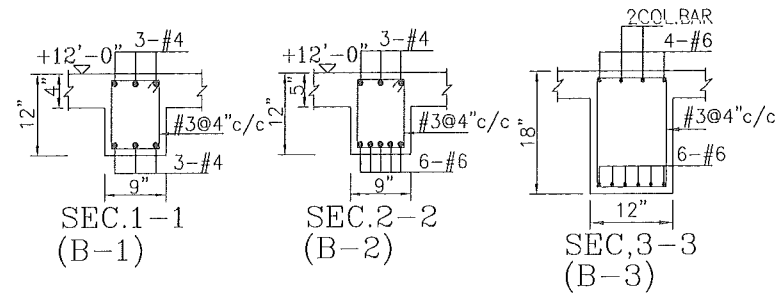 3-#4
+12'-0"
4"
12"
#3@4"c/c
3-#4
9"
SEC.1-1
(B-1)
3-#4
+12'-0"
5"
12"
#3@4"c/c
6-#6
9"
SEC.2-2
(B-2)
2COL.BAR
4-#6
18"
#3@4"c/c
6-#6
12"
SEC,3-3
(B-3)